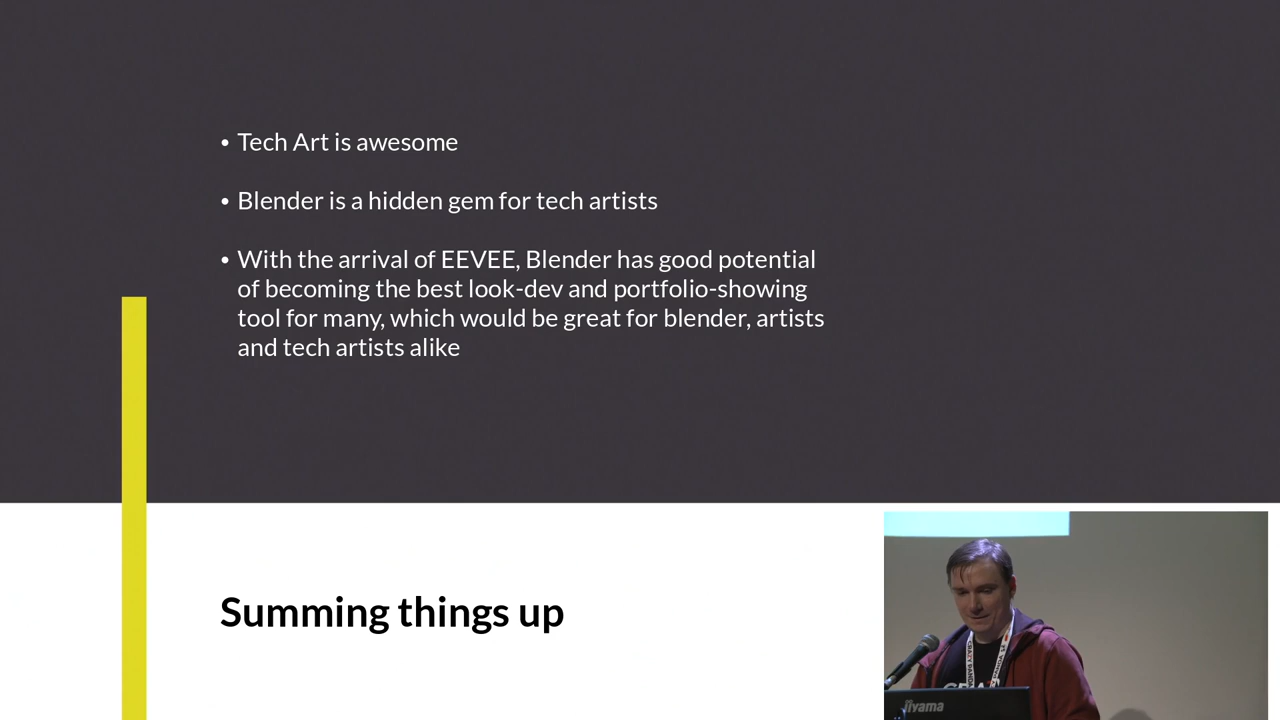 • Tech Art is awesome
• Blender is a hidden gem for tech artists
• With the arrival of EEVEE, Blender has good potential
of becoming the best look-dev and portfolio-showing
tool for many, which would be great for blender, artists
and tech artists alike
Summing things up
iiyama